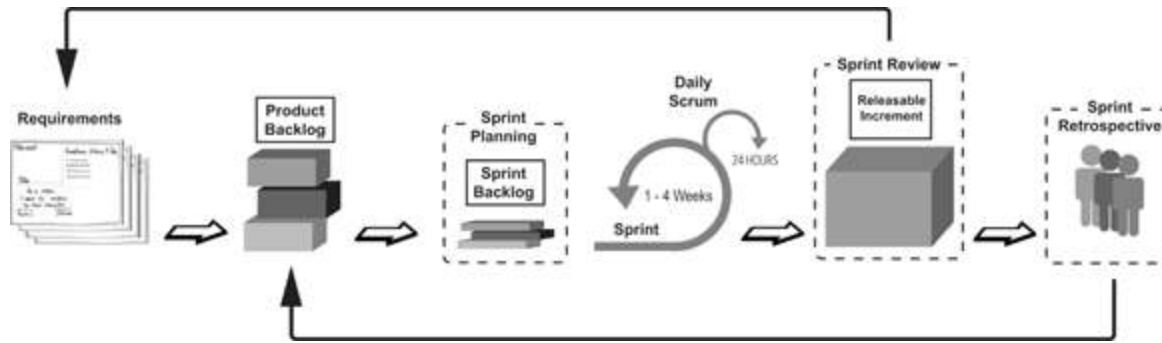 Requirements
Product
Backlog
Sprint
Planning
Sprint
Backlog
Daily
Scrum
24 HOURS
1 - 4 Weeks
Sprint
Sprint Review
Releasable
Increment
Sprint
Retrospective